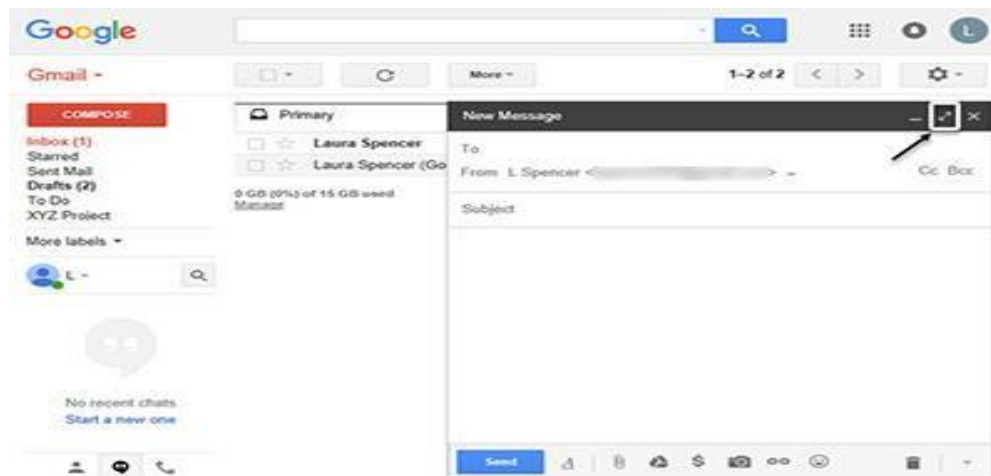 Google
L
Gmail
More
1–2 of 2
COMPOSE
Primary
New Message
Inbox (1)
Starred
Sent Mail
Drafts (2)
To Do
XYZ Project
More labels
Laura Spencer
Laura Spencer (Go
0 GB (0%) of 15 GB used
Manage
To
From L Spencer <
>
Cc Bcc
Subject
L
No recent chats
Start a new one
Send